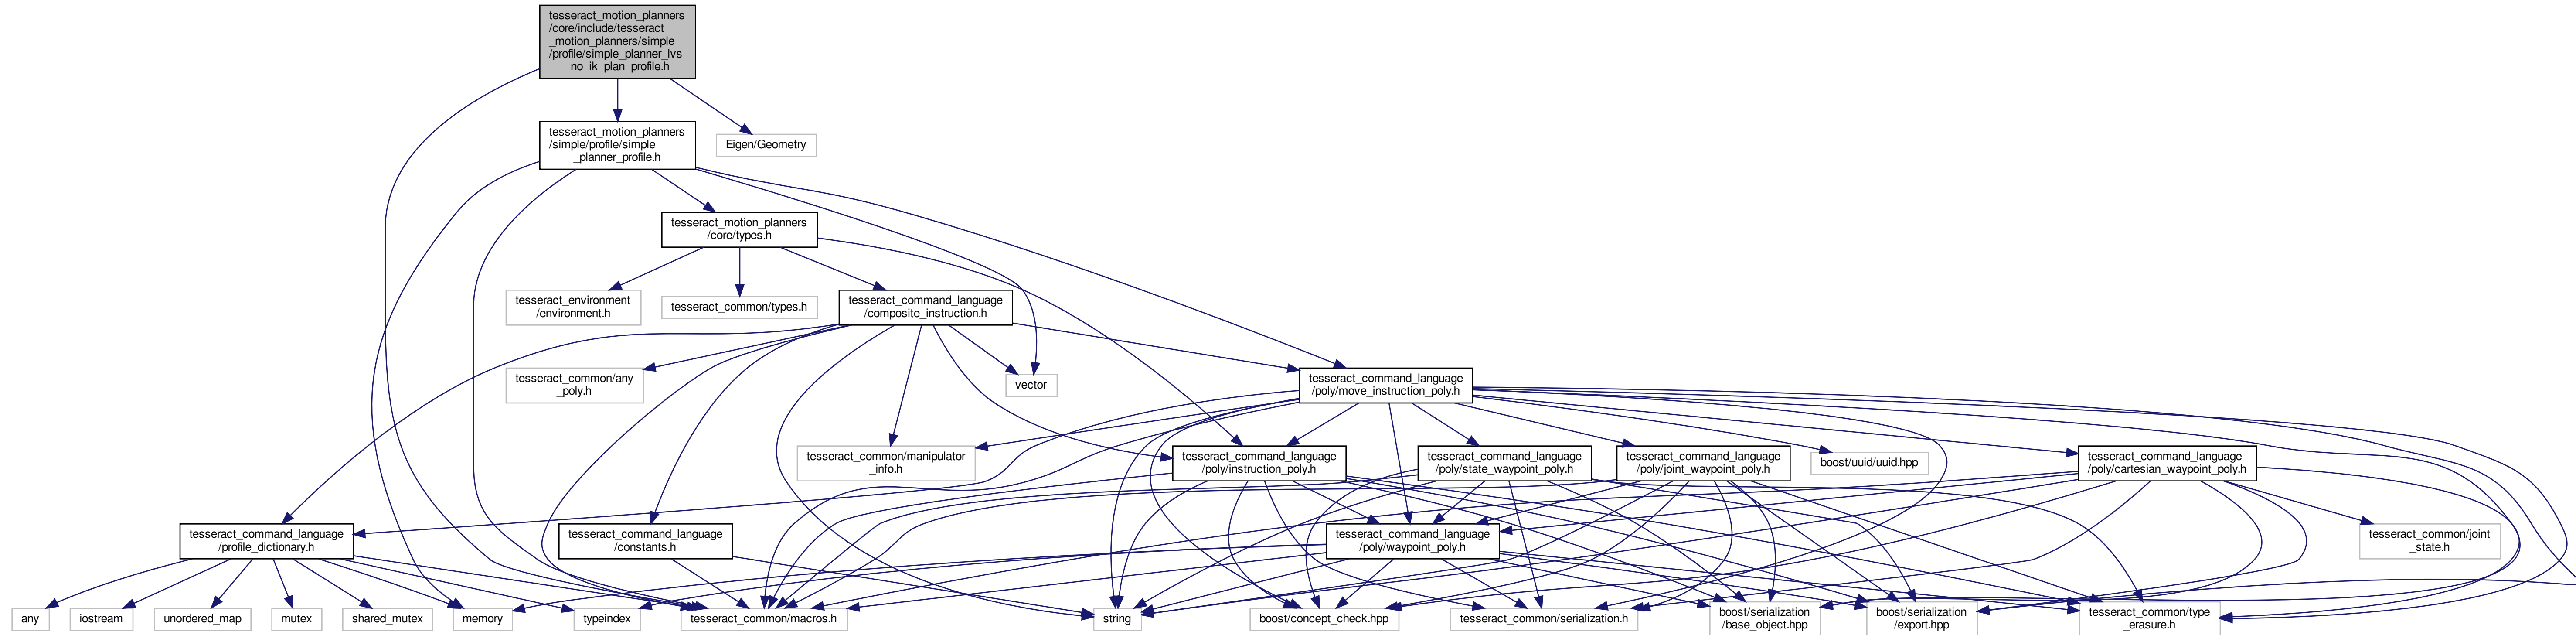 tesseract_motion_planners
/core/include/tesseract
_motion_planners/simple
/profile/simple_planner_lvs
_no_ik_plan_profile.h
tesseract_motion_planners
/simple/profile/simple
_planner_profile.h
Eigen/Geometry
tesseract_motion_planners
/core/types.h
tesseract_environment
/environment.h
tesseract_common/types.h
tesseract_command_language
/composite_instruction.h
tesseract_common/any
_poly.h
vector
tesseract_command_language
/poly/move_instruction_poly.h
tesseract_common/manipulator
_info.h
tesseract_command_language
/poly/instruction_poly.h
tesseract_command_language
/poly/state_waypoint_poly.h
tesseract_command_language
/poly/joint_waypoint_poly.h
boost/uuid/uuid.hpp
tesseract_command_language
/poly/cartesian_waypoint_poly.h
tesseract_command_language
/profile_dictionary.h
tesseract_command_language
/constants.h
tesseract_command_language
/poly/waypoint_poly.h
tesseract_common/joint
_state.h
any
iostream
unordered_map
mutex
shared_mutex
memory
typeindex
tesseract_common/macros.h
string
boost/concept_check.hpp
tesseract_common/serialization.h
boost/serialization
/base_object.hpp
boost/serialization
/export.hpp
tesseract_common/type
_erasure.h